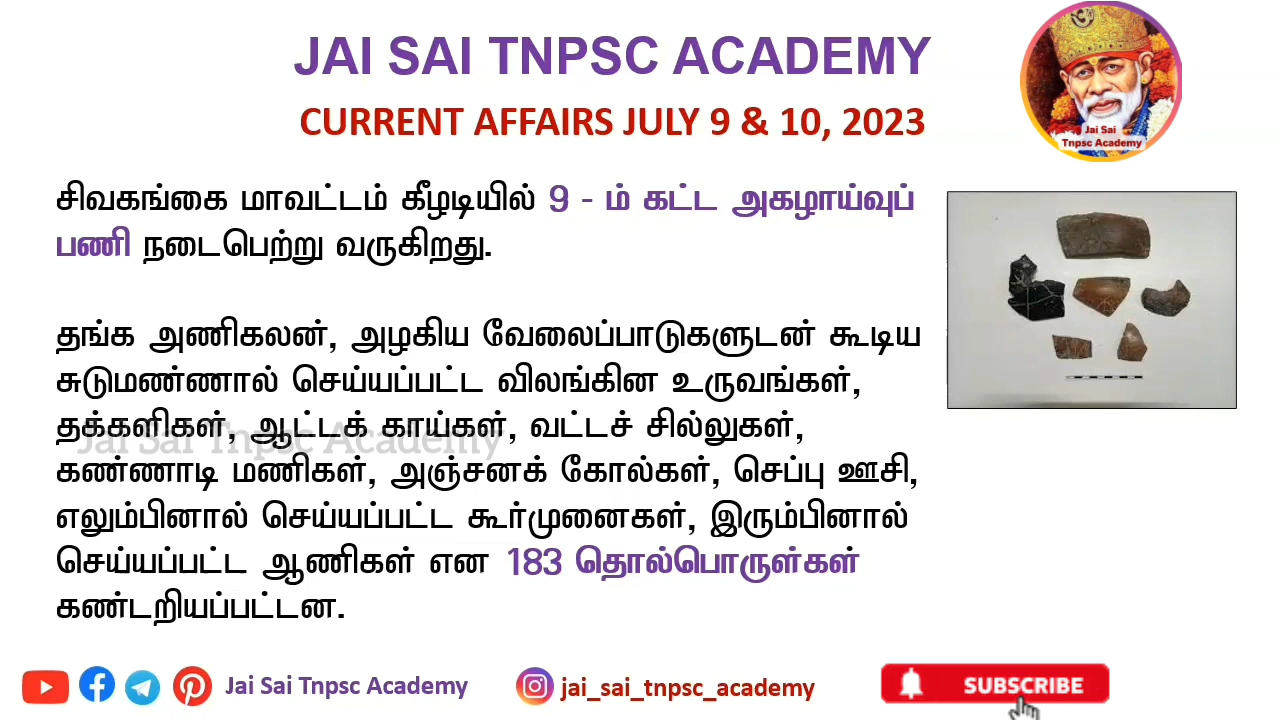 JAI SAI TNPSC ACADEMY
CURRENT AFFAIRS JULY 9 & 10, 2023
Jai Sai
Tnpsc Academy
சிவகங்கை மாவட்டம் கீழடியில் 9 - ம் கட்ட அகழாய்வுப்
பணி நடைபெற்று வருகிறது.
தங்க அணிகலன், அழகிய வேலைப்பாடுகளுடன் கூடிய
சுடுமண்ணால் செய்யப்பட்ட விலங்கின உருவங்கள்,
தக்களிகள், ஆட்டக் காய்கள், வட்டச் சில்லுகள்,
Jai Sai Tnpsc Academy
கண்ணாடி மணிகள், அஞ்சனக் கோல்கள், செப்பு ஊசி,
எலும்பினால் செய்யப்பட்ட கூர்முனைகள், இரும்பினால்
செய்யப்பட்ட ஆணிகள் என 183 தொல்பொருள்கள்
கண்டறியப்பட்டன.
Jai Sai Tnpsc Academy
jai_sai_tnpsc_academy
SUBSCRIBE